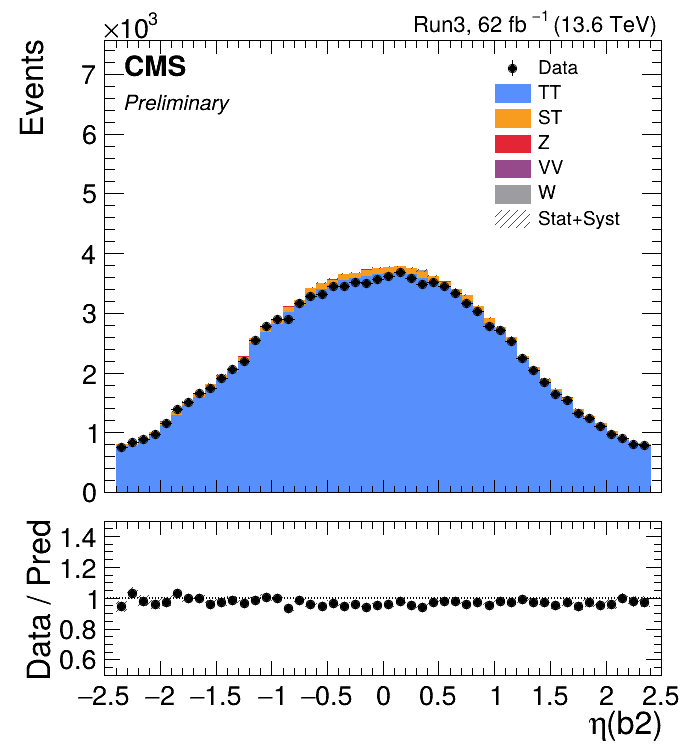 ×10³
Run3, 62 fb⁻¹ (13.6 TeV)
Events
CMS
Preliminary
Data
TT
ST
Z
VV
W
Stat+Syst
7
6
5
4
3
2
1
0
Data / Pred
1.4
1.2
1
0.8
0.6
−2.5 −2 −1.5 −1 −0.5 0 0.5 1 1.5 2 2.5
η(b2)